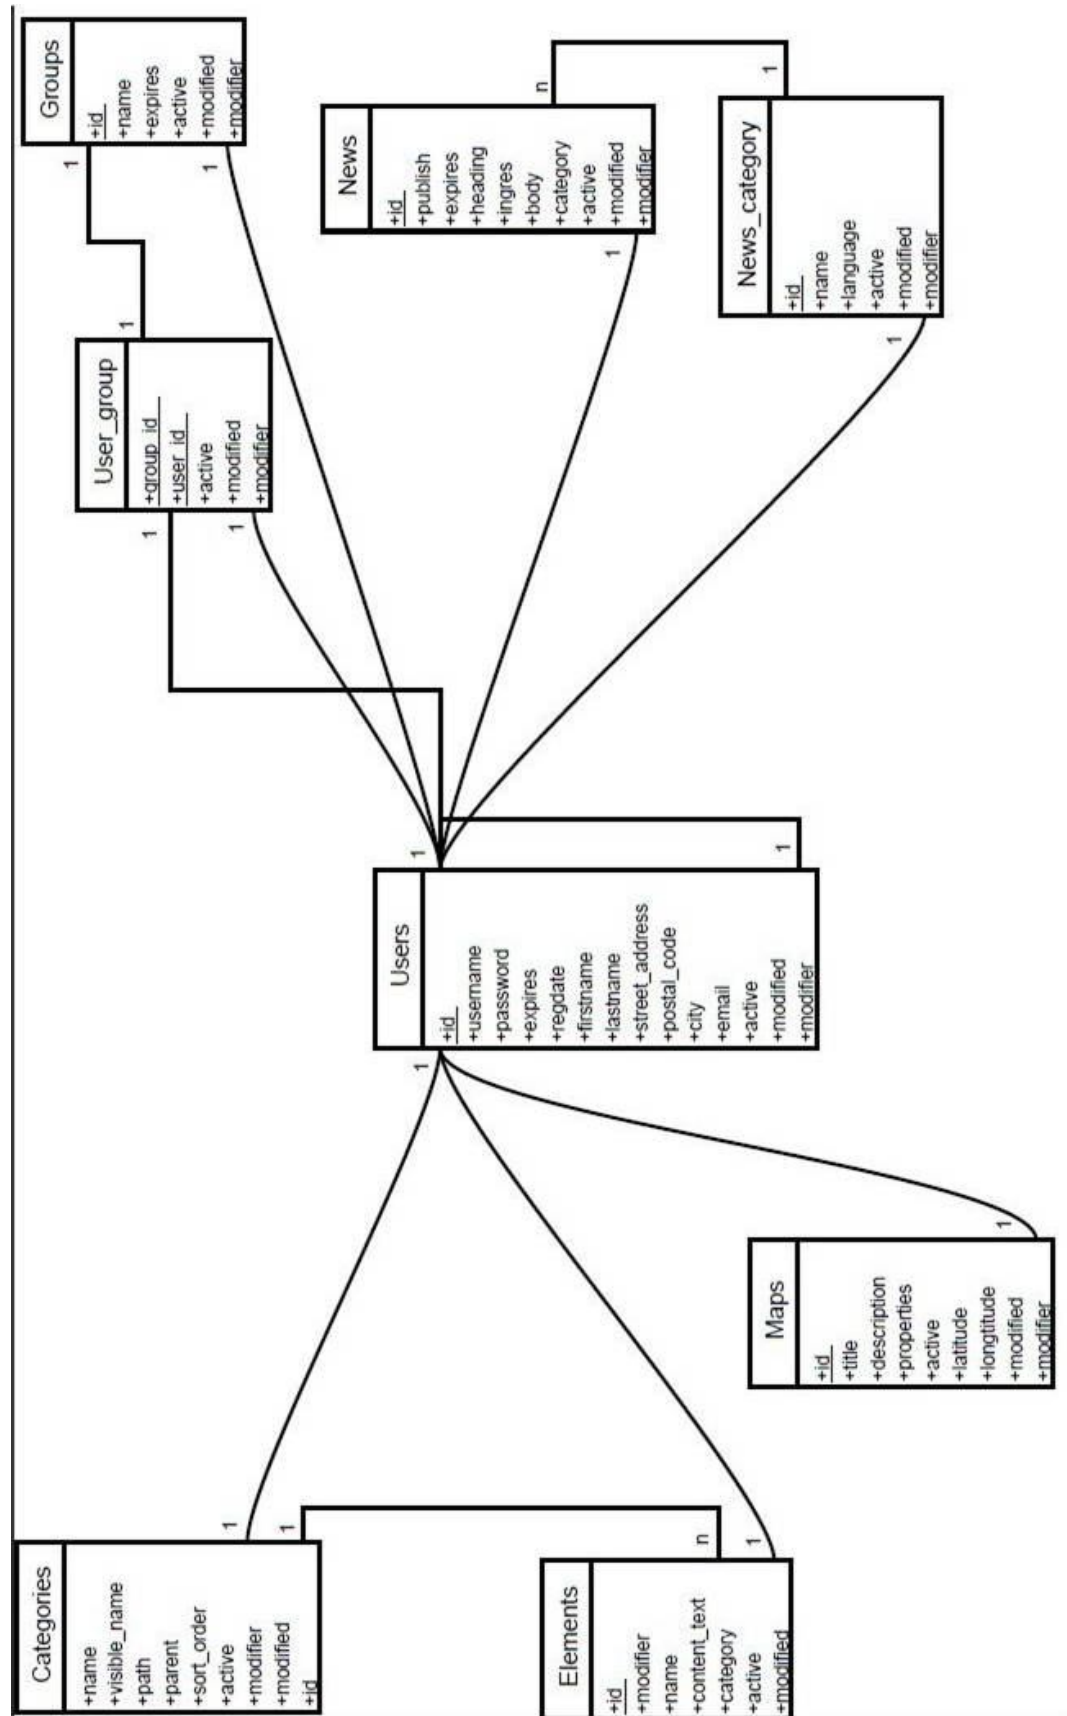 Groups
+id
+name
+expires
+active
+modified
+modifier
1
1
1
User_group
+group_id
+user_id
+active
+modified
+modifier
1
1
n
1
News
+id
+publish
+expires
+heading
+ingres
+body
+category
+active
+modified
+modifier
1
News_category
+id
+name
+language
+active
+modified
+modifier
1
1
1
Users
+id
+username
+password
+expires
+regdate
+firstname
+lastname
+street_address
+postal_code
+city
+email
+active
+modified
+modifier
1
1
Maps
+id
+title
+description
+properties
+active
+latitude
+longtitude
+modified
+modifier
1
1
Categories
+name
+visible_name
+path
+parent
+sort_order
+active
+modifier
+modified
+id
n
1
Elements
+id
+modifier
+name
+content_text
+category
+active
+modified